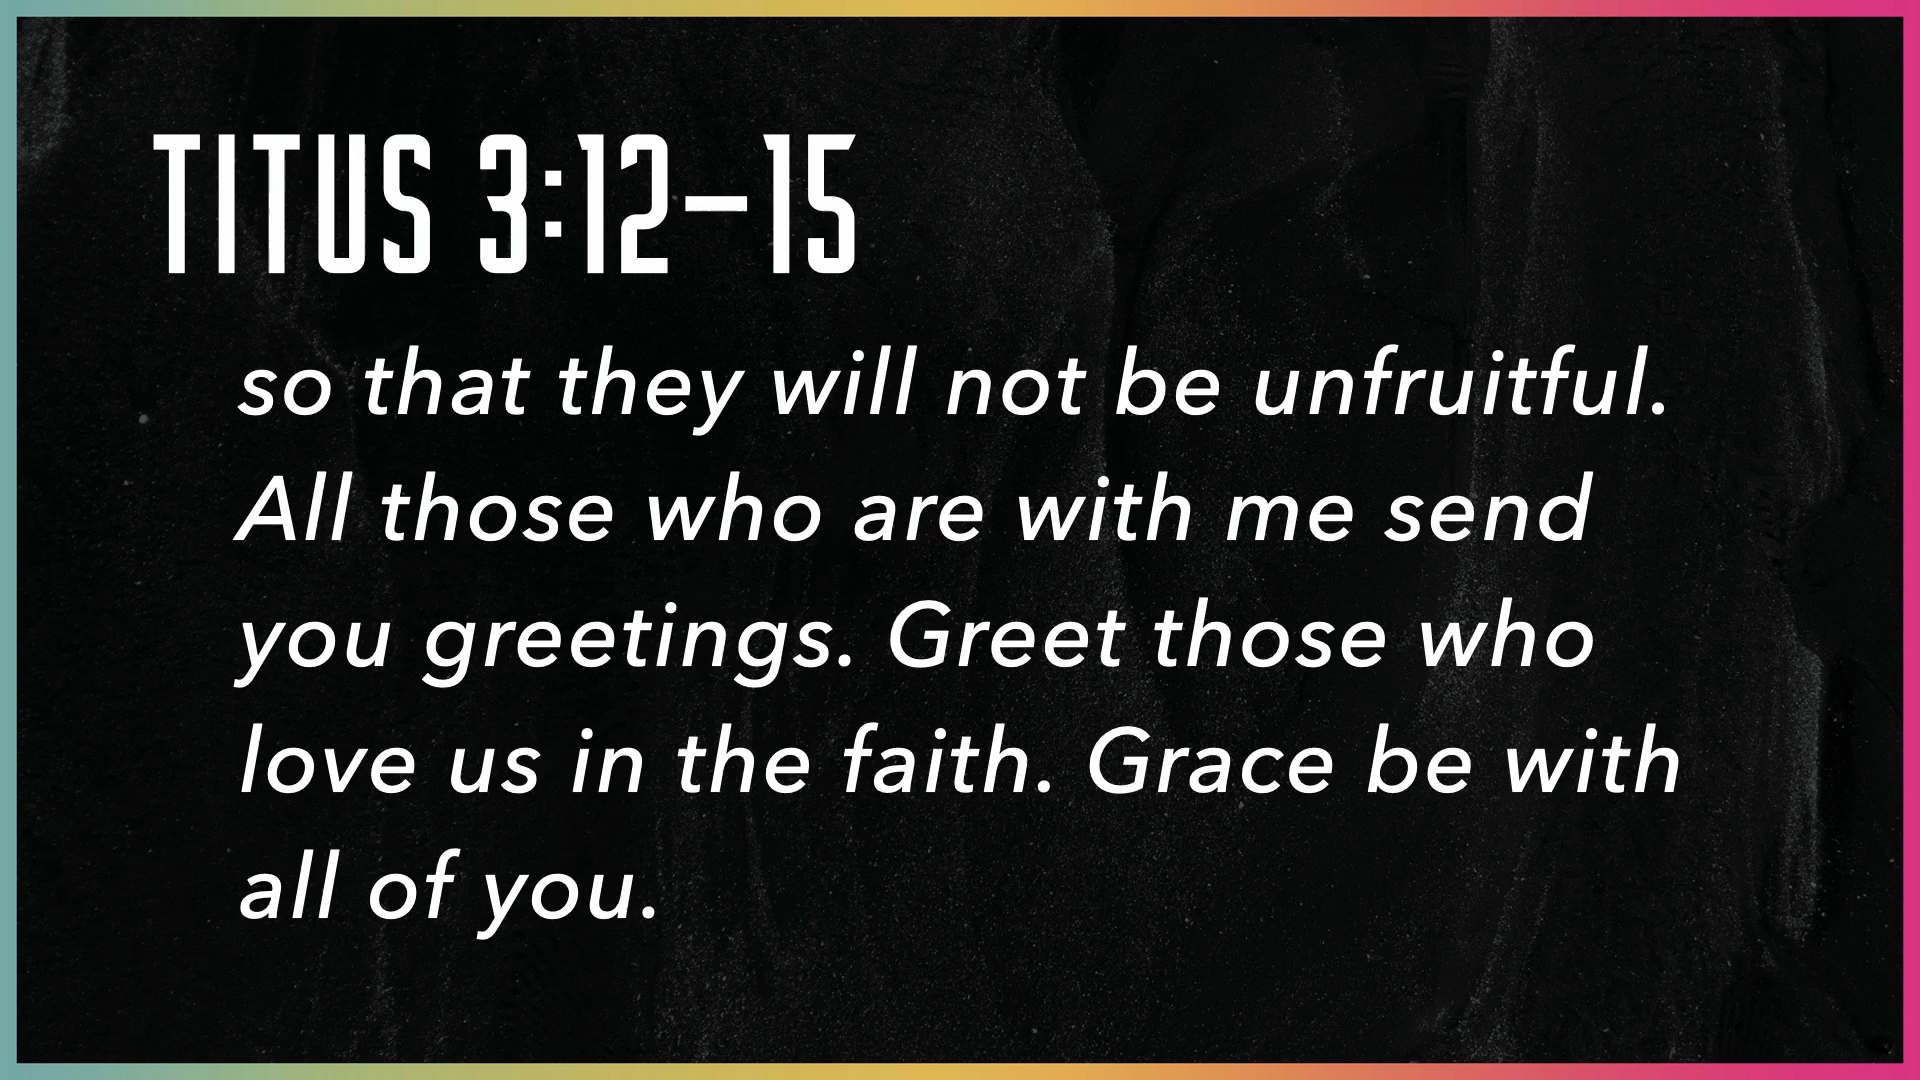 TITUS 3:12–15
so that they will not be unfruitful.
All those who are with me send
you greetings. Greet those who
love us in the faith. Grace be with
all of you.